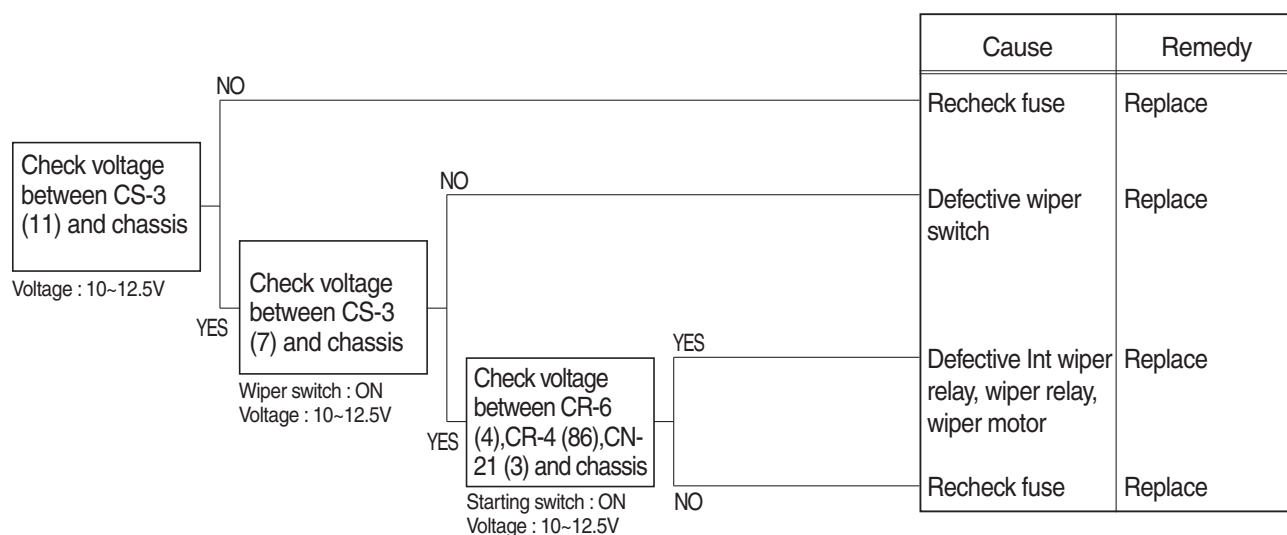 Cause Remedy
NO
Recheck fuse Replace
Check voltage
between CS-3
(11) and chassis
Voltage : 10~12.5V
NO
Defective wiper Replace
switch
YES
Check voltage
between CS-3
(7) and chassis
Wiper switch : ON
Voltage : 10~12.5V
YES
Defective Int wiper Replace
relay, wiper relay,
wiper motor
YES
Check voltage
between CR-6
(4),CR-4 (86),CN-
21 (3) and chassis
Starting switch : ON
Voltage : 10~12.5V
NO
Recheck fuse Replace